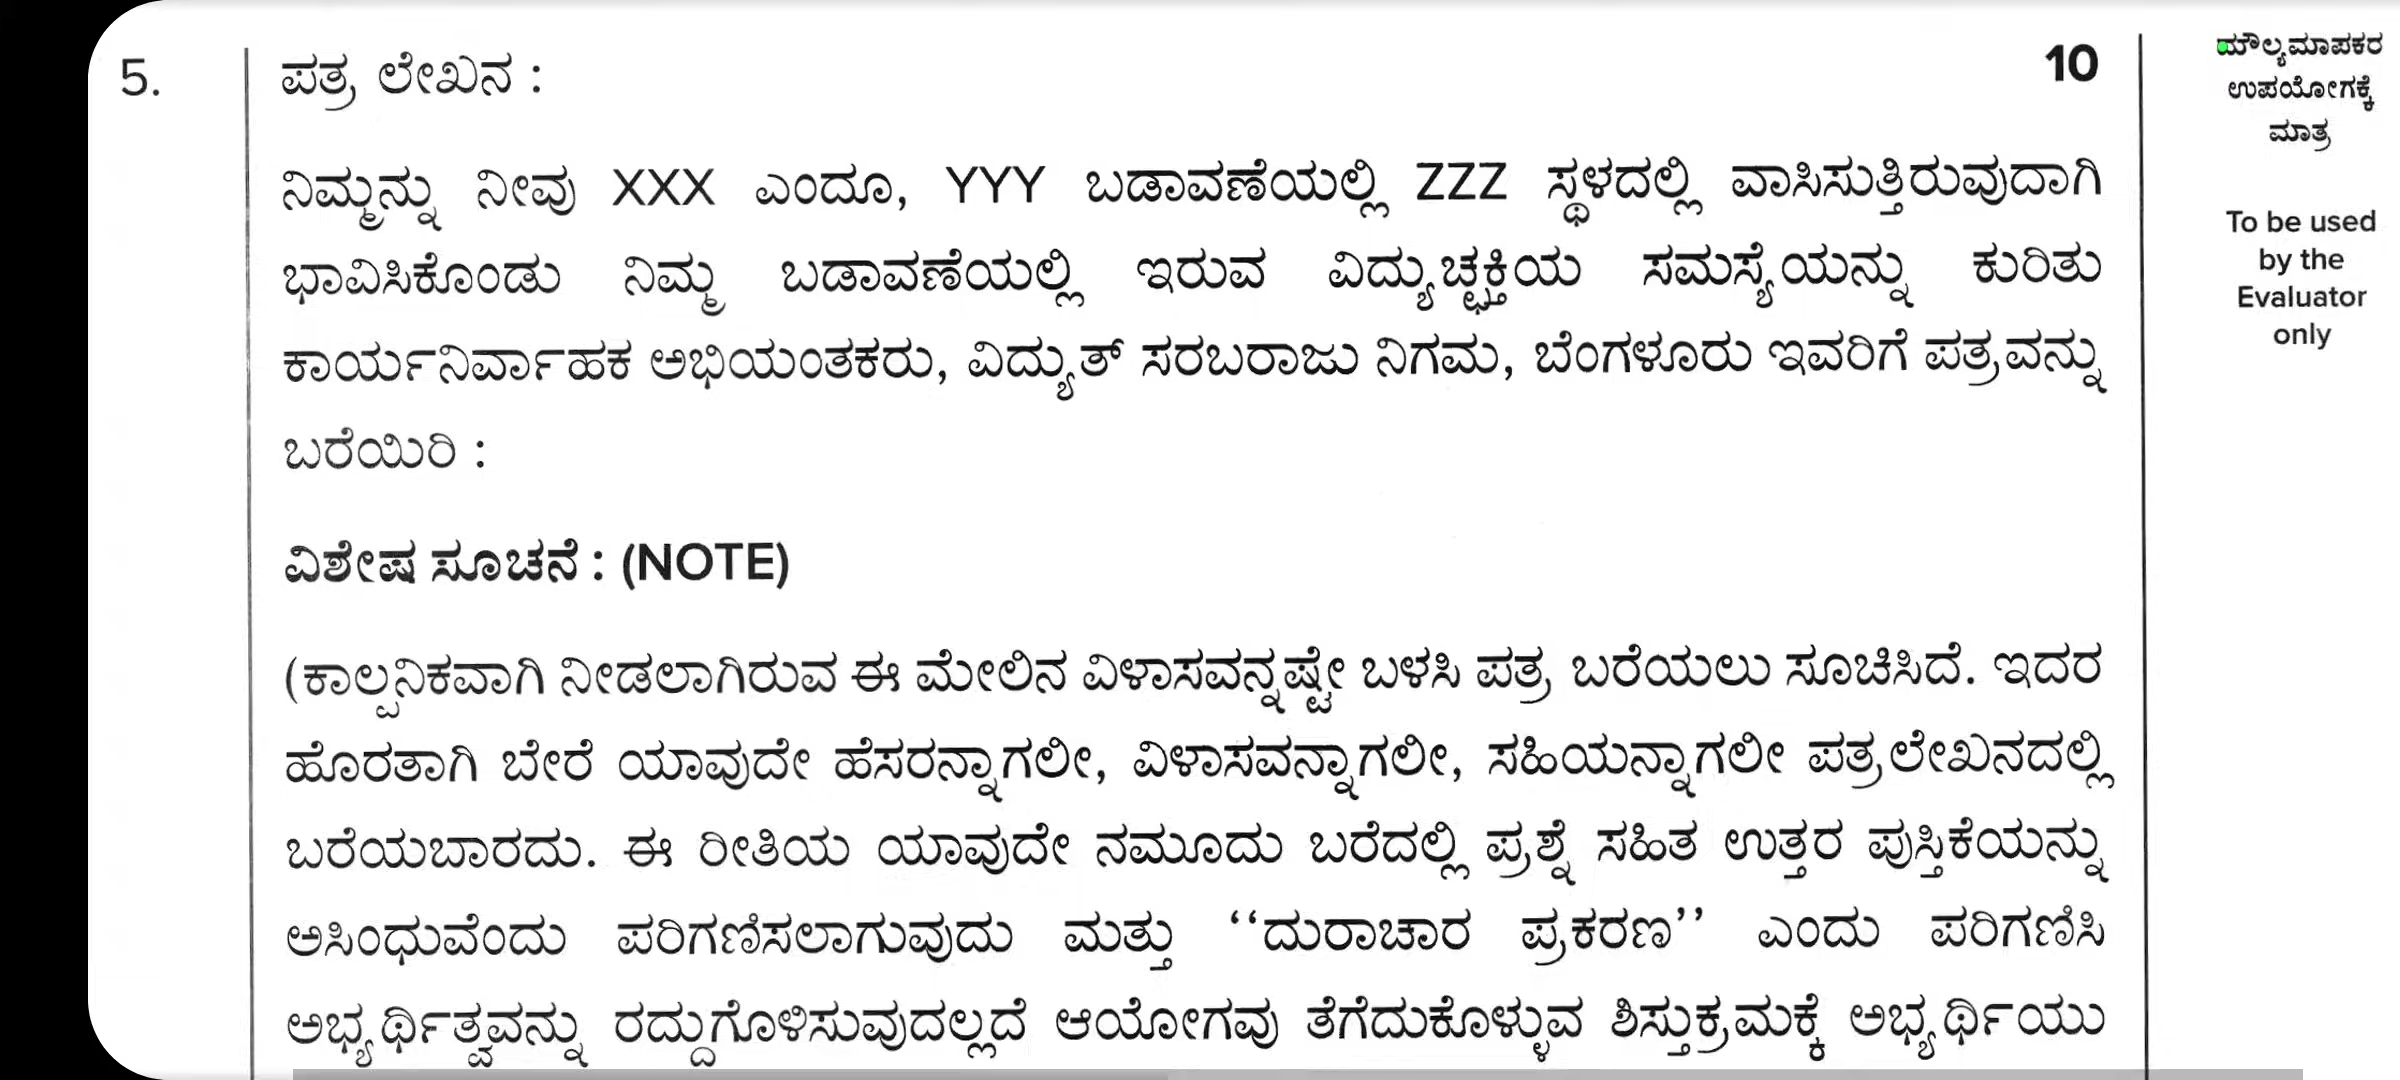 5. ಪತ್ರ ಲೇಖನ : 10
ನಿಮ್ಮನ್ನು ನೀವು XXX ಎಂದೂ, YYY ಬಡಾವಣೆಯಲ್ಲಿ ZZZ ಸ್ಥಳದಲ್ಲಿ ವಾಸಿಸುತ್ತಿರುವುದಾಗಿ
ಭಾವಿಸಿಕೊಂಡು ನಿಮ್ಮ ಬಡಾವಣೆಯಲ್ಲಿ ಇರುವ ವಿದ್ಯುಚ್ಛಕ್ತಿಯ ಸಮಸ್ಯೆಯನ್ನು ಕುರಿತು
ಕಾರ್ಯನಿರ್ವಾಹಕ ಅಭಿಯಂತಕರು, ವಿದ್ಯುತ್ ಸರಬರಾಜು ನಿಗಮ, ಬೆಂಗಳೂರು ಇವರಿಗೆ ಪತ್ರವನ್ನು
ಬರೆಯಿರಿ :
ವಿಶೇಷ ಸೂಚನೆ : (NOTE)
(ಕಾಲ್ಪನಿಕವಾಗಿ ನೀಡಲಾಗಿರುವ ಈ ಮೇಲಿನ ವಿಳಾಸವನ್ನಷ್ಟೇ ಬಳಸಿ ಪತ್ರ ಬರೆಯಲು ಸೂಚಿಸಿದೆ. ಇದರ
ಹೊರತಾಗಿ ಬೇರೆ ಯಾವುದೇ ಹೆಸರನ್ನಾಗಲೀ, ವಿಳಾಸವನ್ನಾಗಲೀ, ಸಹಿಯನ್ನಾಗಲೀ ಪತ್ರಲೇಖನದಲ್ಲಿ
ಬರೆಯಬಾರದು. ಈ ರೀತಿಯ ಯಾವುದೇ ನಮೂದು ಬರೆದಲ್ಲಿ ಪ್ರಶ್ನೆ ಸಹಿತ ಉತ್ತರ ಪುಸ್ತಿಕೆಯನ್ನು
ಅಸಿಂಧುವೆಂದು ಪರಿಗಣಿಸಲಾಗುವುದು ಮತ್ತು ‘‘ದುರಾಚಾರ ಪ್ರಕರಣ’’ ಎಂದು ಪರಿಗಣಿಸಿ
ಅಭ್ಯರ್ಥಿತ್ವವನ್ನು ರದ್ದುಗೊಳಿಸುವುದಲ್ಲದೆ ಆಯೋಗವು ತೆಗೆದುಕೊಳ್ಳುವ ಶಿಸ್ತುಕ್ರಮಕ್ಕೆ ಅಭ್ಯರ್ಥಿಯು
ಮೌಲ್ಯಮಾಪಕರ
ಉಪಯೋಗಕ್ಕೆ
ಮಾತ್ರ
To be used
by the
Evaluator
only